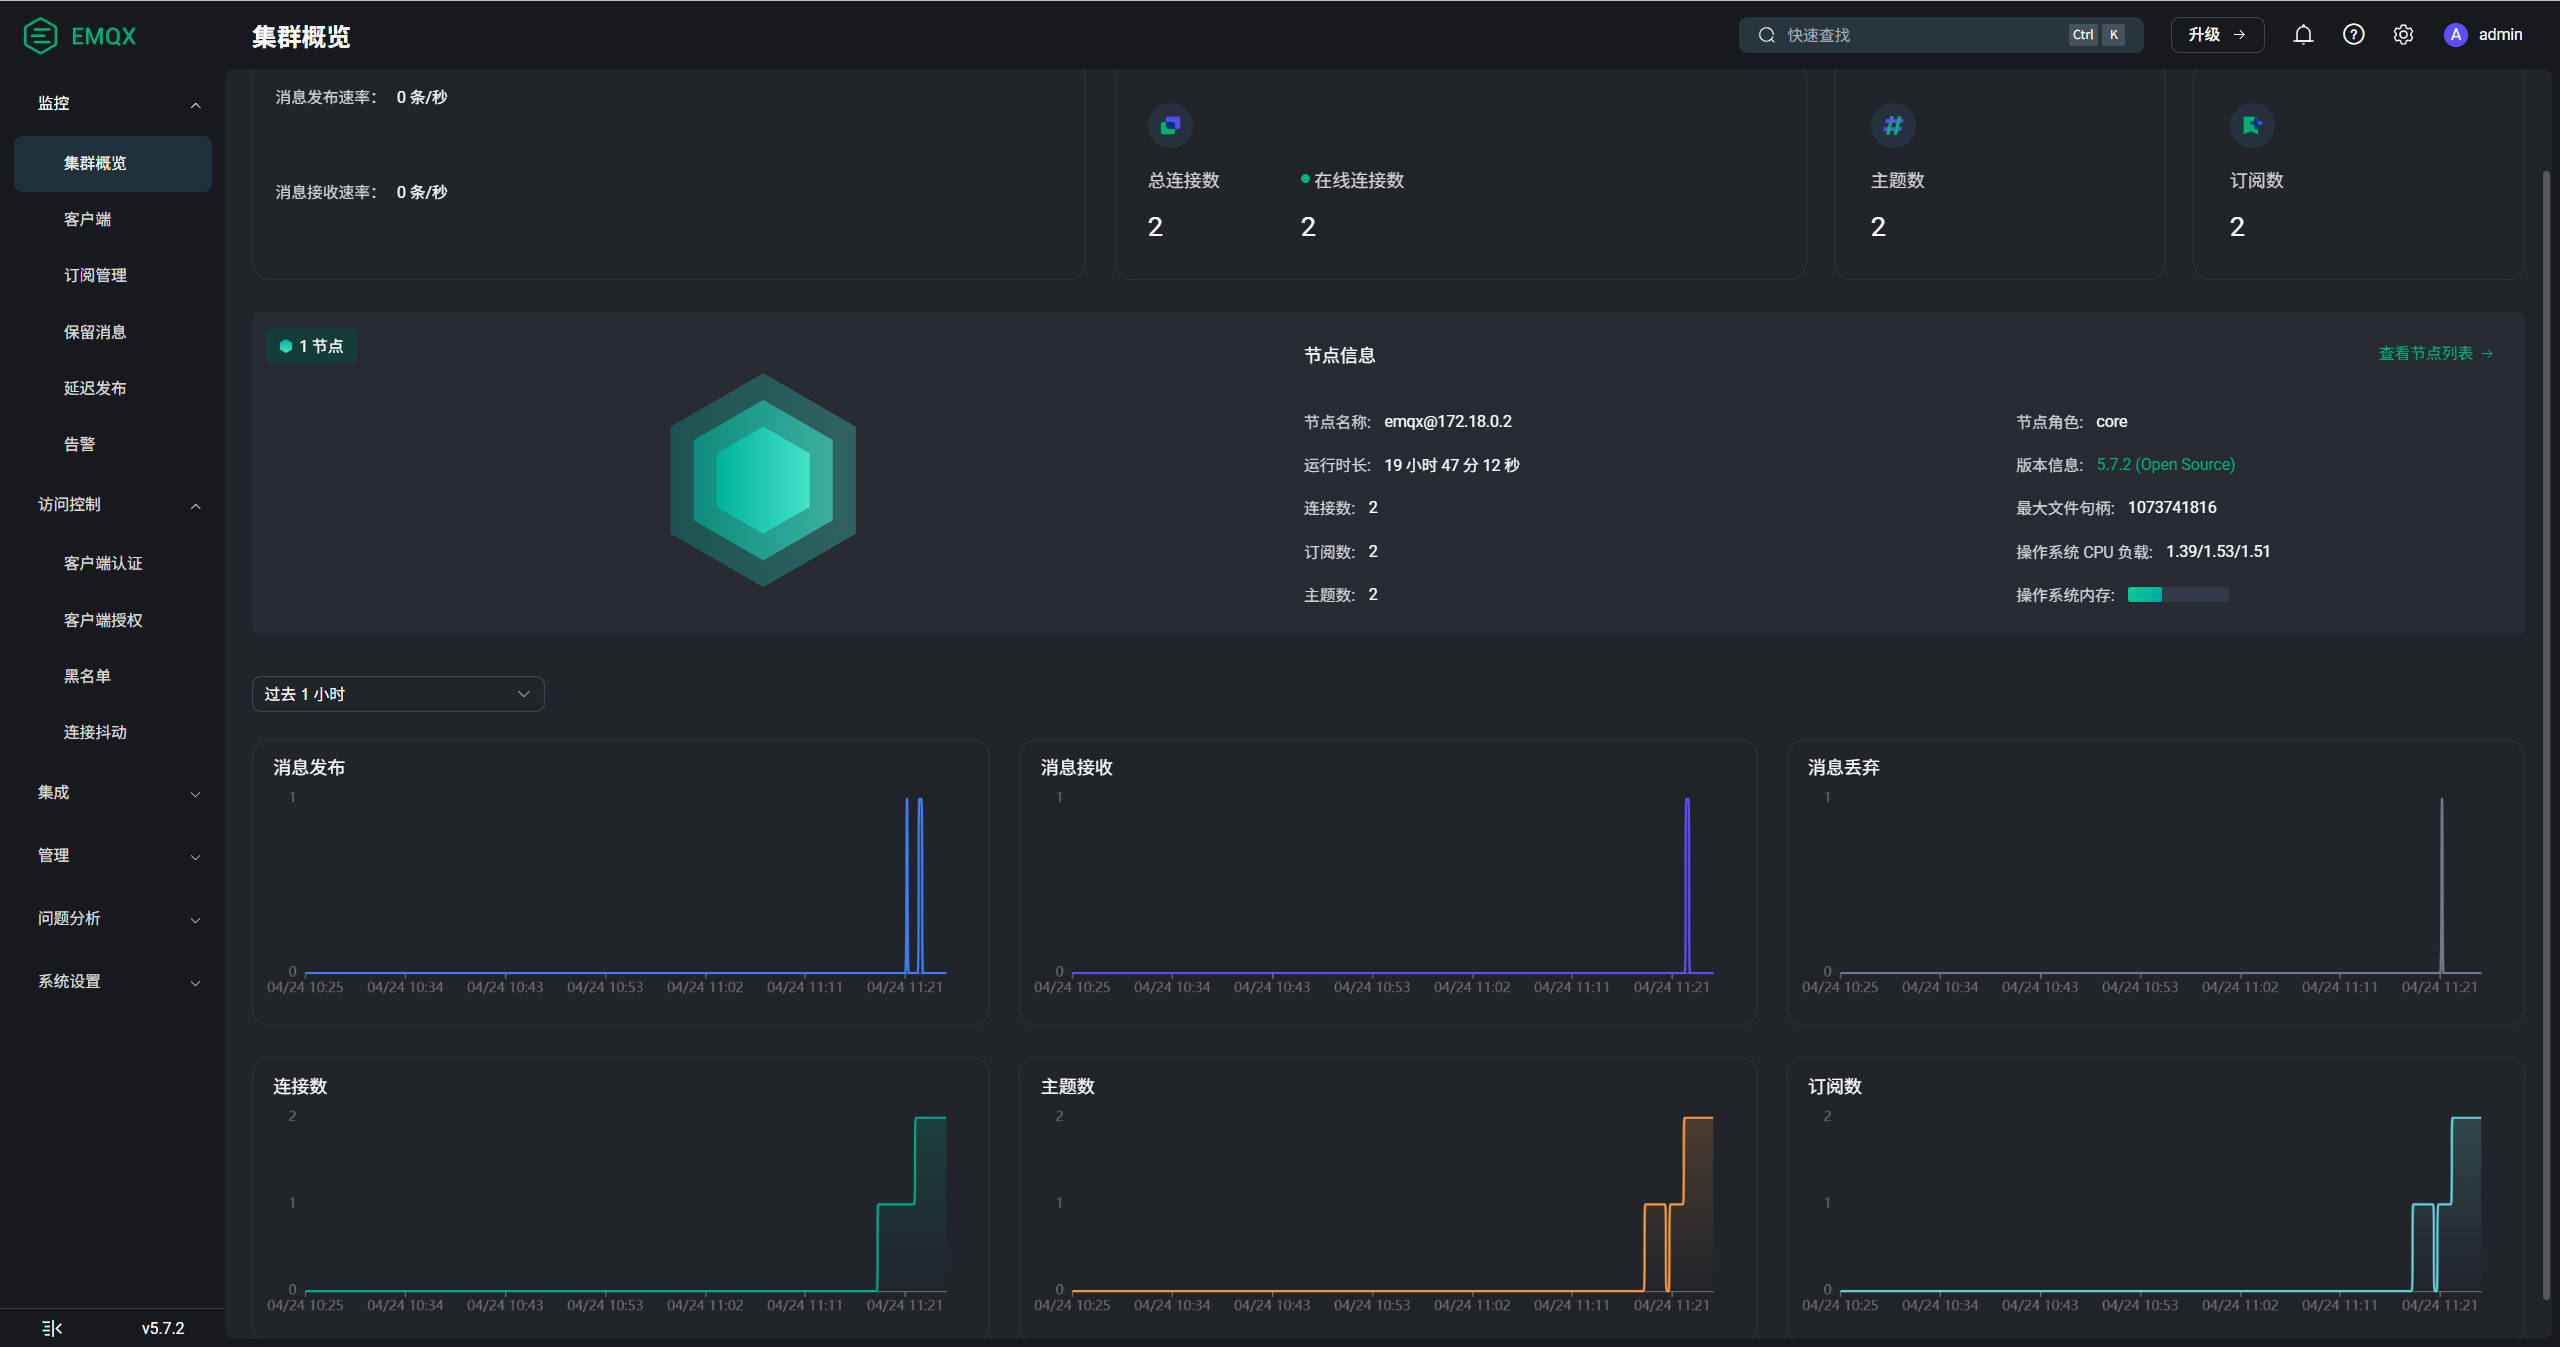 EMQX
集群概览
快速查找
Ctrl K
升级 →
A admin
监控
集群概览
客户端
订阅管理
保留消息
延迟发布
告警
访问控制
客户端认证
客户端授权
黑名单
连接抖动
集成
管理
问题分析
系统设置
v5.7.2
消息发布速率: 0 条/秒
消息接收速率: 0 条/秒
总连接数
2
在线连接数
2
主题数
2
订阅数
2
1 节点
节点信息
查看节点列表 →
节点名称: emqx@172.18.0.2
运行时长: 19 小时 47 分 12 秒
连接数: 2
订阅数: 2
主题数: 2
节点角色: core
版本信息: 5.7.2 (Open Source)
最大文件句柄: 1073741816
操作系统 CPU 负载: 1.39/1.53/1.51
操作系统内存:
过去 1 小时
消息发布
1
0
04/24 10:25 04/24 10:34 04/24 10:43 04/24 10:53 04/24 11:02 04/24 11:11 04/24 11:21
消息接收
1
0
04/24 10:25 04/24 10:34 04/24 10:43 04/24 10:53 04/24 11:02 04/24 11:11 04/24 11:21
消息丢弃
1
0
04/24 10:25 04/24 10:34 04/24 10:43 04/24 10:53 04/24 11:02 04/24 11:11 04/24 11:21
连接数
2
1
0
04/24 10:25 04/24 10:34 04/24 10:43 04/24 10:53 04/24 11:02 04/24 11:11 04/24 11:21
主题数
2
1
0
04/24 10:25 04/24 10:34 04/24 10:43 04/24 10:53 04/24 11:02 04/24 11:11 04/24 11:21
订阅数
2
1
0
04/24 10:25 04/24 10:34 04/24 10:43 04/24 10:53 04/24 11:02 04/24 11:11 04/24 11:21